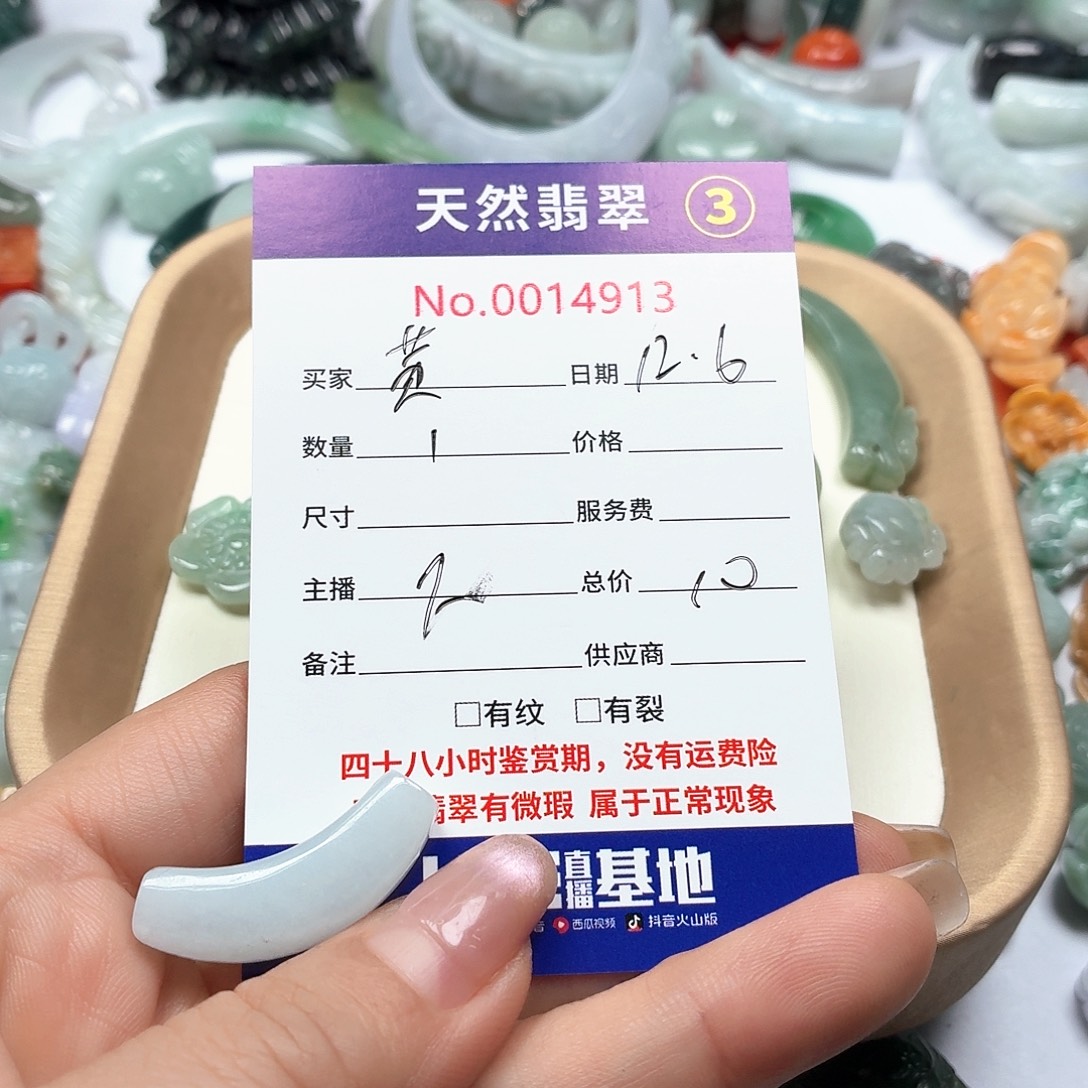 天然翡翠 3
No.0014913
买家 黄 日期 12.6
数量 1 价格
尺寸 服务费
主播 总价 10
备注 供应商
□有纹 □有裂
四十八小时鉴赏期，没有运费险
翡翠有微瑕 属于正常现象
直播基地
音 西瓜视频 抖音火山版